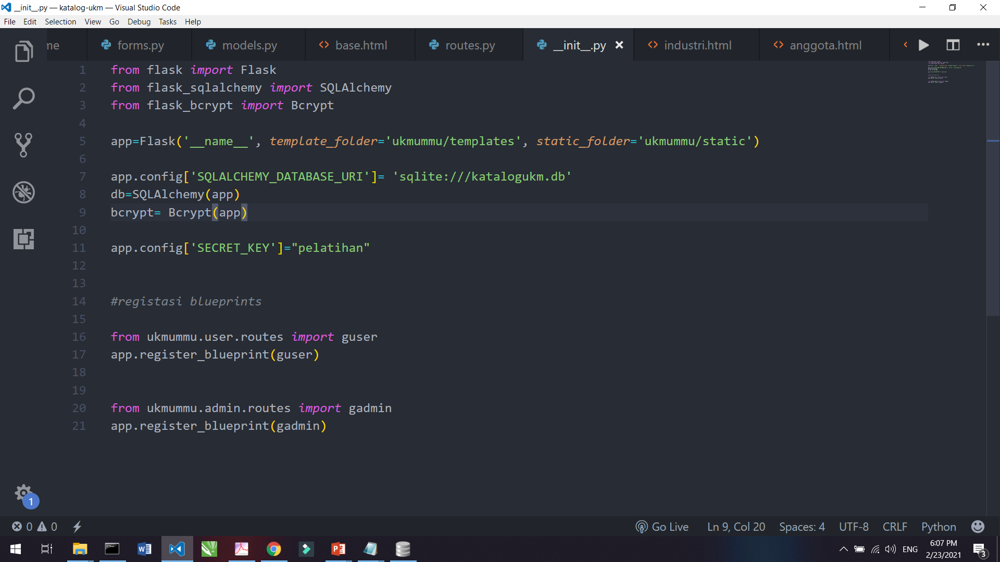 __init__.py — katalog-ukm — Visual Studio Code
File Edit Selection View Go Debug Tasks Help
me forms.py models.py base.html routes.py __init__.py industri.html anggota.html
1 from flask import Flask
2 from flask_sqlalchemy import SQLAlchemy
3 from flask_bcrypt import Bcrypt
4
5 app=Flask('__name__', template_folder='ukmummu/templates', static_folder='ukmummu/static')
6
7 app.config['SQLALCHEMY_DATABASE_URI']= 'sqlite:///katalogukm.db'
8 db=SQLAlchemy(app)
9 bcrypt= Bcrypt(app)
10
11 app.config['SECRET_KEY']="pelatihan"
12
13
14 #registasi blueprints
15
16 from ukmummu.user.routes import guser
17 app.register_blueprint(guser)
18
19
20 from ukmummu.admin.routes import gadmin
21 app.register_blueprint(gadmin)
1
0 0 Go Live Ln 9, Col 20 Spaces: 4 UTF-8 CRLF Python
ENG 6:07 PM
2/23/2021 3